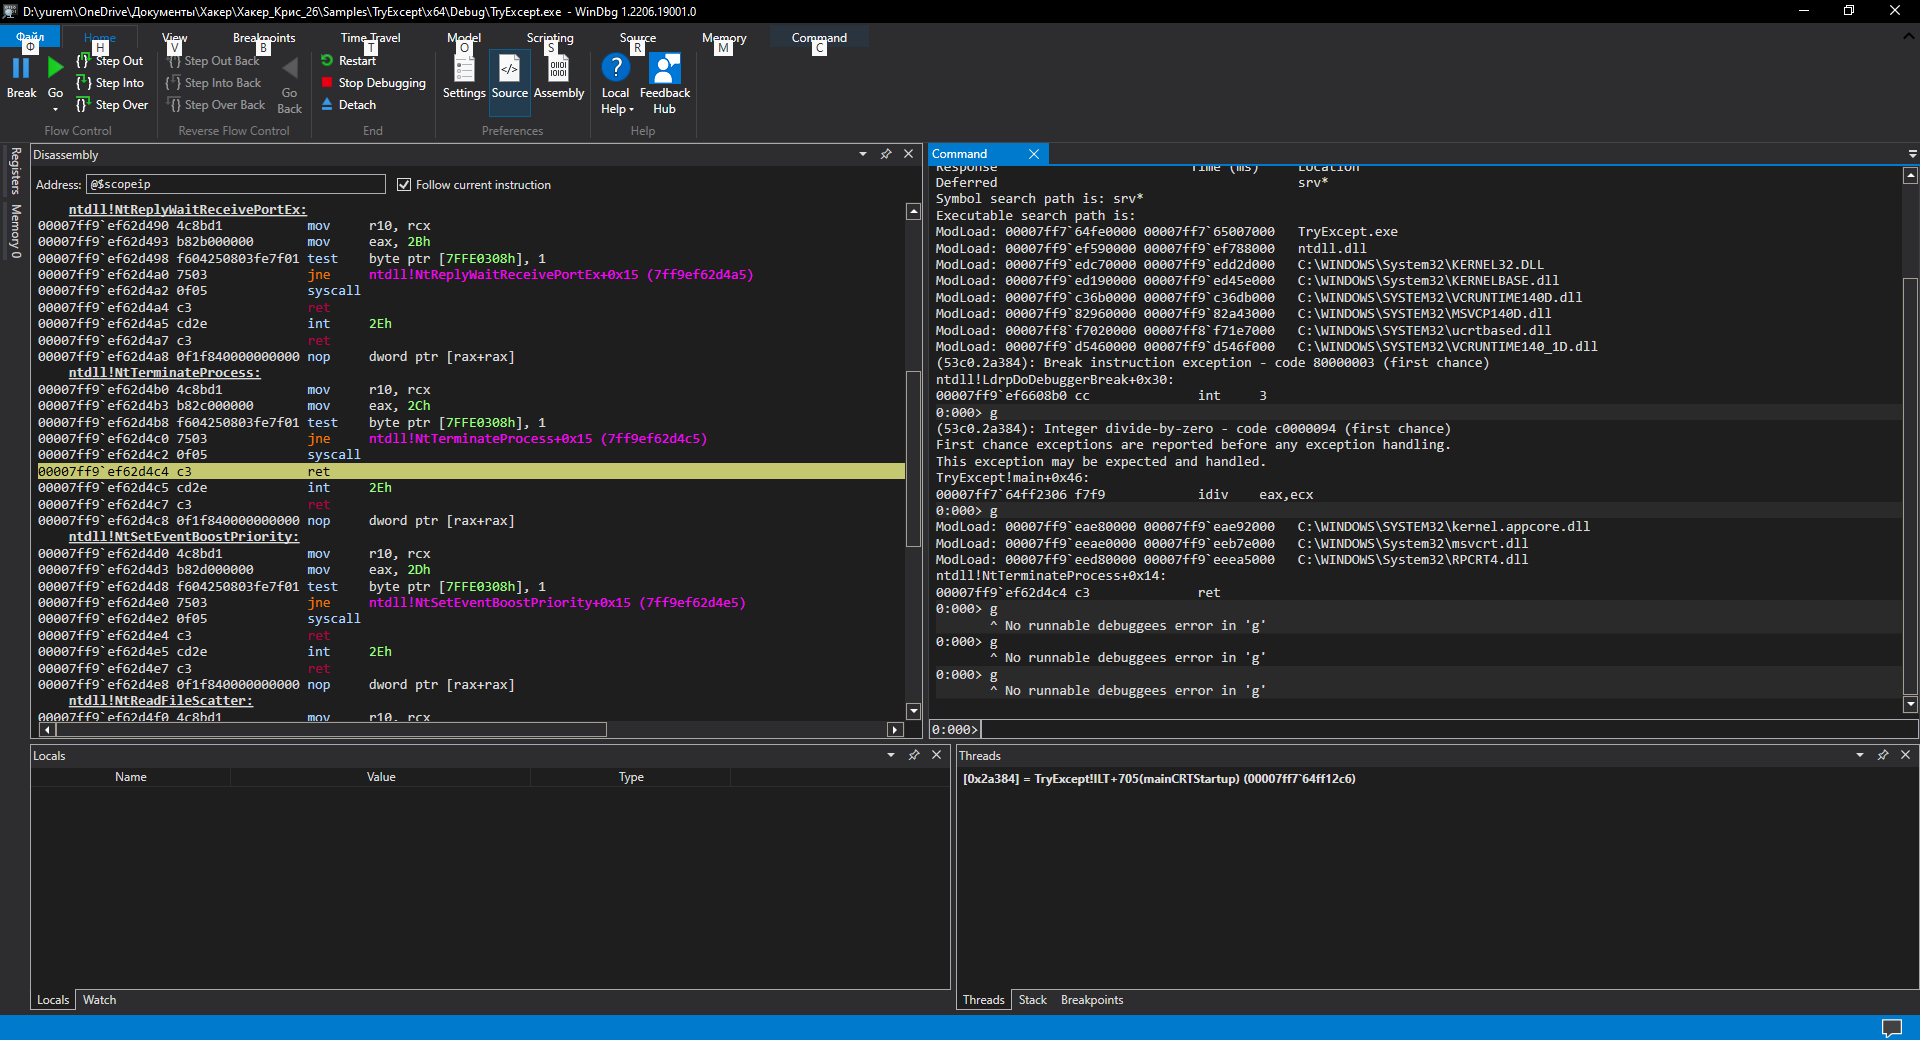 D:\yurem\OneDrive\Документы\Хакер\Хакер_Крис_26\Samples\TryExcept\x64\Debug\TryExcept.exe - WinDbg 1.2206.19001.0
Файл Home View Breakpoints Time Travel Model Scripting Source Memory Command
Ф H V B T O S R M C
Break
Go
Step Out
Step Into
Step Over
Flow Control
Step Out Back
Step Into Back
Step Over Back
Go Back
Reverse Flow Control
Restart
Stop Debugging
Detach
End
Settings
Source
Assembly
Preferences
Local Help
Feedback Hub
Help
Registers
Memory 0
Disassembly
Address: @$scopeip Follow current instruction
ntdll!NtReplyWaitReceivePortEx:
00007ff9`ef62d490 4c8bd1 mov r10, rcx
00007ff9`ef62d493 b82b000000 mov eax, 2Bh
00007ff9`ef62d498 f604250803fe7f01 test byte ptr [7FFE0308h], 1
00007ff9`ef62d4a0 7503 jne ntdll!NtReplyWaitReceivePortEx+0x15 (7ff9ef62d4a5)
00007ff9`ef62d4a2 0f05 syscall
00007ff9`ef62d4a4 c3 ret
00007ff9`ef62d4a5 cd2e int 2Eh
00007ff9`ef62d4a7 c3 ret
00007ff9`ef62d4a8 0f1f840000000000 nop dword ptr [rax+rax]
ntdll!NtTerminateProcess:
00007ff9`ef62d4b0 4c8bd1 mov r10, rcx
00007ff9`ef62d4b3 b82c000000 mov eax, 2Ch
00007ff9`ef62d4b8 f604250803fe7f01 test byte ptr [7FFE0308h], 1
00007ff9`ef62d4c0 7503 jne ntdll!NtTerminateProcess+0x15 (7ff9ef62d4c5)
00007ff9`ef62d4c2 0f05 syscall
00007ff9`ef62d4c4 c3 ret
00007ff9`ef62d4c5 cd2e int 2Eh
00007ff9`ef62d4c7 c3 ret
00007ff9`ef62d4c8 0f1f840000000000 nop dword ptr [rax+rax]
ntdll!NtSetEventBoostPriority:
00007ff9`ef62d4d0 4c8bd1 mov r10, rcx
00007ff9`ef62d4d3 b82d000000 mov eax, 2Dh
00007ff9`ef62d4d8 f604250803fe7f01 test byte ptr [7FFE0308h], 1
00007ff9`ef62d4e0 7503 jne ntdll!NtSetEventBoostPriority+0x15 (7ff9ef62d4e5)
00007ff9`ef62d4e2 0f05 syscall
00007ff9`ef62d4e4 c3 ret
00007ff9`ef62d4e5 cd2e int 2Eh
00007ff9`ef62d4e7 c3 ret
00007ff9`ef62d4e8 0f1f840000000000 nop dword ptr [rax+rax]
ntdll!NtReadFileScatter:
00007ff9`ef62d4f0 4c8bd1 mov r10, rcx
Command
Response Time (ms) Location
Deferred srv*
Symbol search path is: srv*
Executable search path is:
ModLoad: 00007ff7`64fe0000 00007ff7`65007000 TryExcept.exe
ModLoad: 00007ff9`ef590000 00007ff9`ef788000 ntdll.dll
ModLoad: 00007ff9`edc70000 00007ff9`edd2d000 C:\WINDOWS\System32\KERNEL32.DLL
ModLoad: 00007ff9`ed190000 00007ff9`ed45e000 C:\WINDOWS\System32\KERNELBASE.dll
ModLoad: 00007ff9`c36b0000 00007ff9`c36db000 C:\WINDOWS\SYSTEM32\VCRUNTIME140D.dll
ModLoad: 00007ff9`82960000 00007ff9`82a43000 C:\WINDOWS\SYSTEM32\MSVCP140D.dll
ModLoad: 00007ff8`f7020000 00007ff8`f71e7000 C:\WINDOWS\SYSTEM32\ucrtbased.dll
ModLoad: 00007ff9`d5460000 00007ff9`d546f000 C:\WINDOWS\SYSTEM32\VCRUNTIME140_1D.dll
(53c0.2a384): Break instruction exception - code 80000003 (first chance)
ntdll!LdrpDoDebuggerBreak+0x30:
00007ff9`ef6608b0 cc int 3
0:000> g
(53c0.2a384): Integer divide-by-zero - code c0000094 (first chance)
First chance exceptions are reported before any exception handling.
This exception may be expected and handled.
TryExcept!main+0x46:
00007ff7`64ff2306 f7f9 idiv eax,ecx
0:000> g
ModLoad: 00007ff9`eae80000 00007ff9`eae92000 C:\WINDOWS\SYSTEM32\kernel.appcore.dll
ModLoad: 00007ff9`eeae0000 00007ff9`eeb7e000 C:\WINDOWS\System32\msvcrt.dll
ModLoad: 00007ff9`eed80000 00007ff9`eeea5000 C:\WINDOWS\System32\RPCRT4.dll
ntdll!NtTerminateProcess+0x14:
00007ff9`ef62d4c4 c3 ret
0:000> g
^ No runnable debuggees error in 'g'
0:000> g
^ No runnable debuggees error in 'g'
0:000> g
^ No runnable debuggees error in 'g'
0:000>
Locals
Name Value Type
Locals Watch
Threads
[0x2a384] = TryExcept!ILT+705(mainCRTStartup) (00007ff7`64ff12c6)
Threads Stack Breakpoints